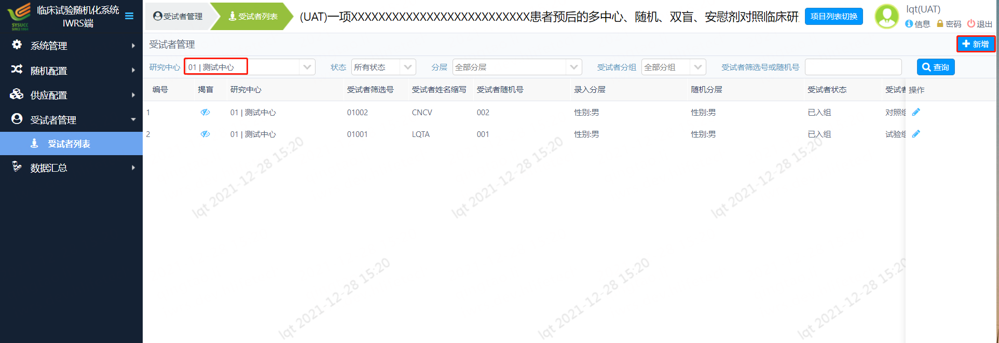 临床试验随机化系统
IWRS端
SYSUCC
SINCE 1964
系统管理
随机配置
供应配置
受试者管理
受试者列表
数据汇总
受试者管理
受试者列表
(UAT)一项XXXXXXXXXXXXXXXXXXXXXXXXXX患者预后的多中心、随机、双盲、安慰剂对照临床研
项目列表切换
lqt(UAT)
信息 密码 退出
受试者管理
新增
研究中心 01 | 测试中心 状态 所有状态 分层 全部分层 受试者分组 全部分组 受试者筛选号或随机号 查询
编号 揭盲 研究中心 受试者筛选号 受试者姓名缩写 受试者随机号 录入分层 随机分层 受试者状态 受试者 操作
1 01 | 测试中心 01002 CNCV 002 性别:男 性别:男 已入组 对照组
2 01 | 测试中心 01001 LQTA 001 性别:男 性别:男 已入组 试验组
lqt 2021-12-28 15:20
lqt 2021-12-28 15:20
lqt 2021-12-28 15:20
lqt 2021-12-28 15:20
lqt 2021-12-28 15:20
lqt 2021-12-28 15:20